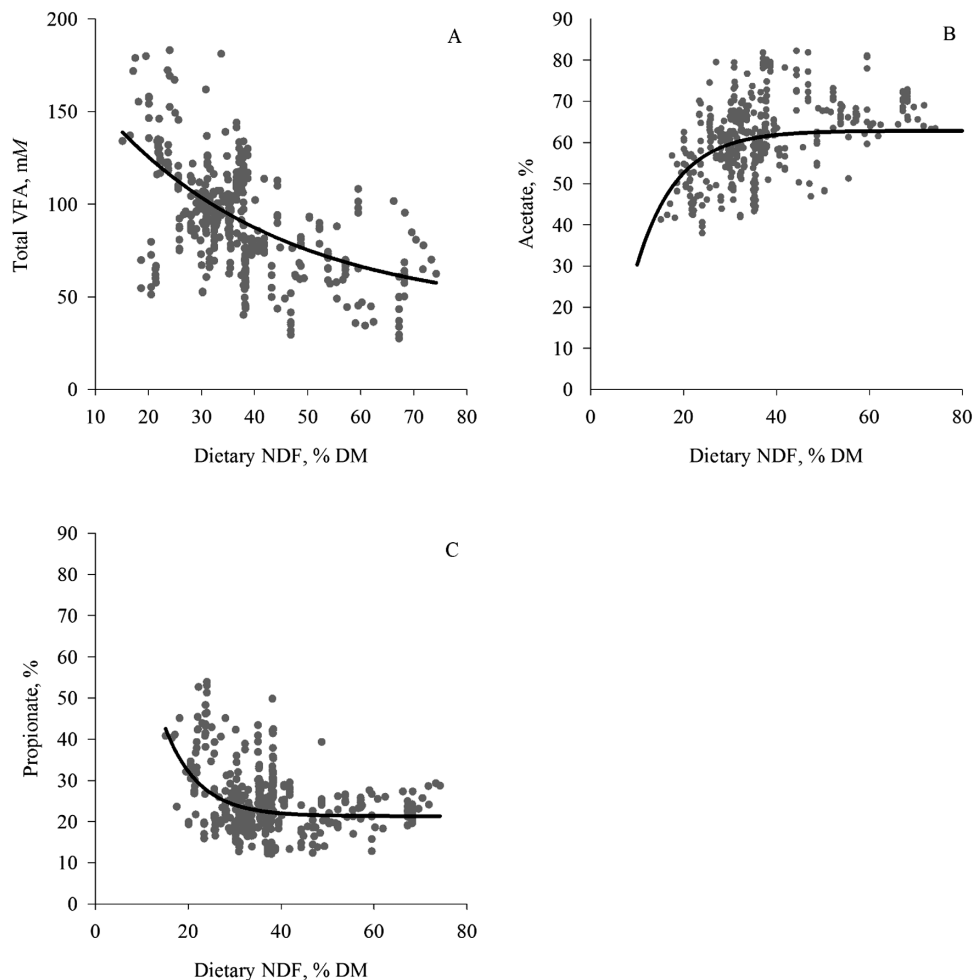 A
200
150
100
50
0
Total VFA, mM
10 20 30 40 50 60 70 80
Dietary NDF, % DM
B
90
80
70
60
50
40
30
20
10
0
Acetate, %
0 20 40 60 80
Dietary NDF, % DM
C
90
80
70
60
50
40
30
20
10
0
Propionate, %
0 20 40 60 80
Dietary NDF, % DM